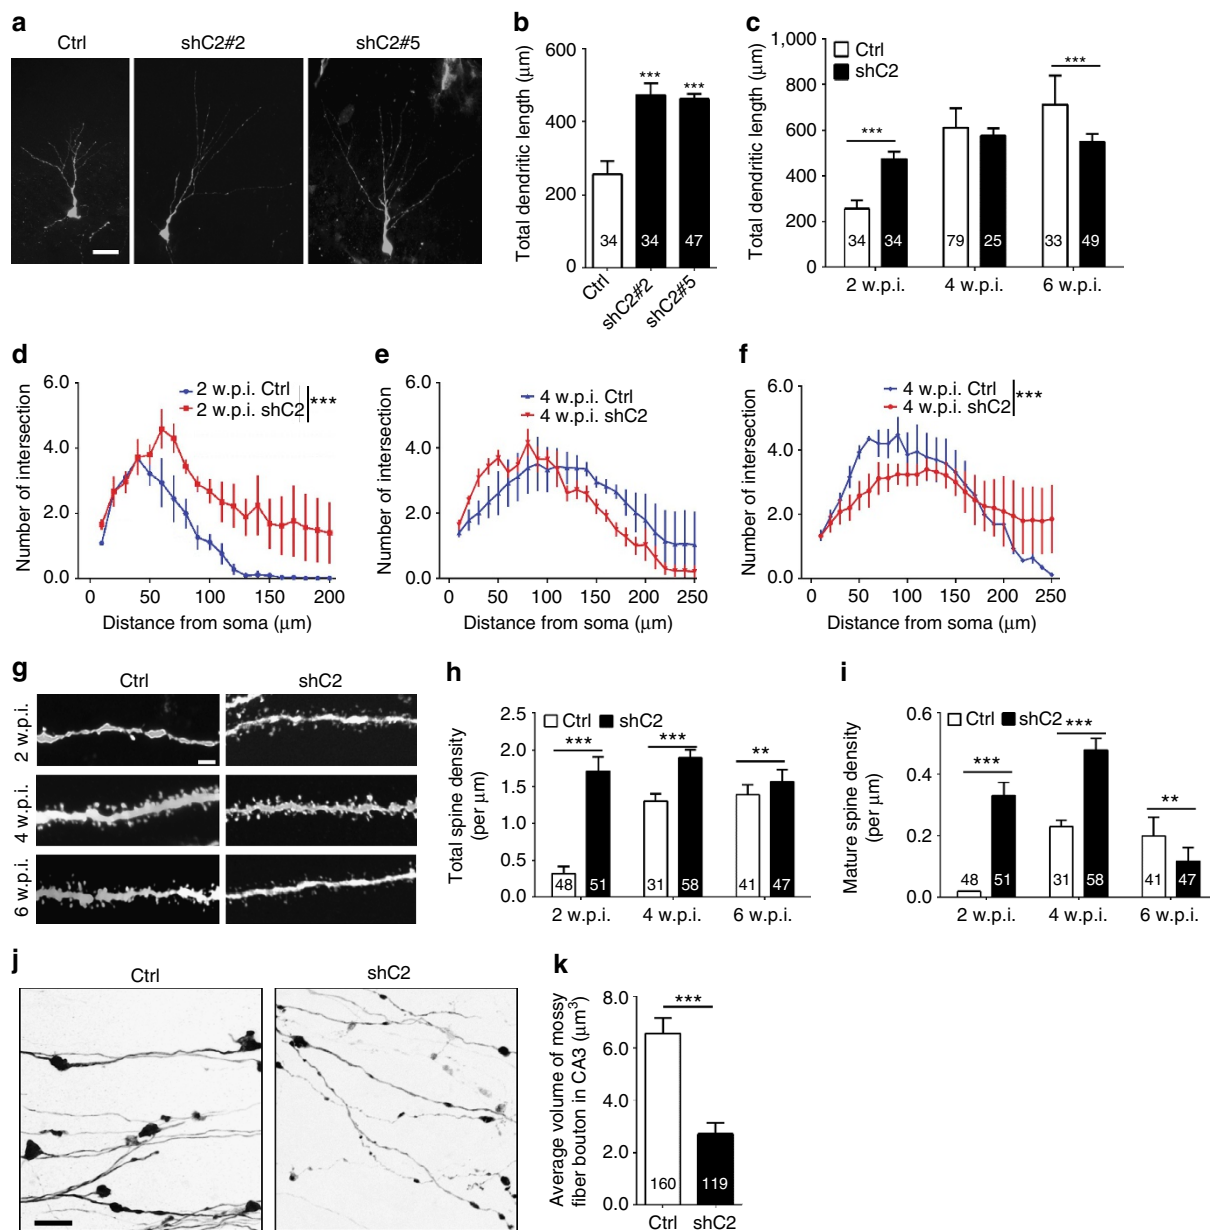 a
Ctrl
shC2#2
shC2#5
b
Total dendritic length (μm)
600
400
200
0
34
34
47
***
***
Ctrl
shC2#2
shC2#5
c
Total dendritic length (μm)
1,000
800
600
400
200
0
Ctrl
shC2
***
***
34
34
79
25
33
49
2 w.p.i.
4 w.p.i.
6 w.p.i.
d
Number of intersection
6.0
4.0
2.0
0.0
2 w.p.i. Ctrl
2 w.p.i. shC2
***
0
50
100
150
200
Distance from soma (μm)
e
Number of intersection
6.0
4.0
2.0
0.0
4 w.p.i. Ctrl
4 w.p.i. shC2
0
50
100
150
200
250
Distance from soma (μm)
f
Number of intersection
6.0
4.0
2.0
0.0
4 w.p.i. Ctrl
4 w.p.i. shC2
***
0
50
100
150
200
250
Distance from soma (μm)
g
Ctrl
shC2
2 w.p.i.
4 w.p.i.
6 w.p.i.
h
Total spine density
(per μm)
2.5
2.0
1.5
1.0
0.5
0.0
Ctrl
shC2
***
***
**
48
51
31
58
41
47
2 w.p.i.
4 w.p.i.
6 w.p.i.
i
Mature spine density
(per μm)
0.6
0.4
0.2
0.0
Ctrl
shC2
***
***
**
48
51
31
58
41
47
2 w.p.i.
4 w.p.i.
6 w.p.i.
j
Ctrl
shC2
k
Average volume of mossy
fiber bouton in CA3 (μm³)
8.0
6.0
4.0
2.0
0.0
***
160
119
Ctrl
shC2